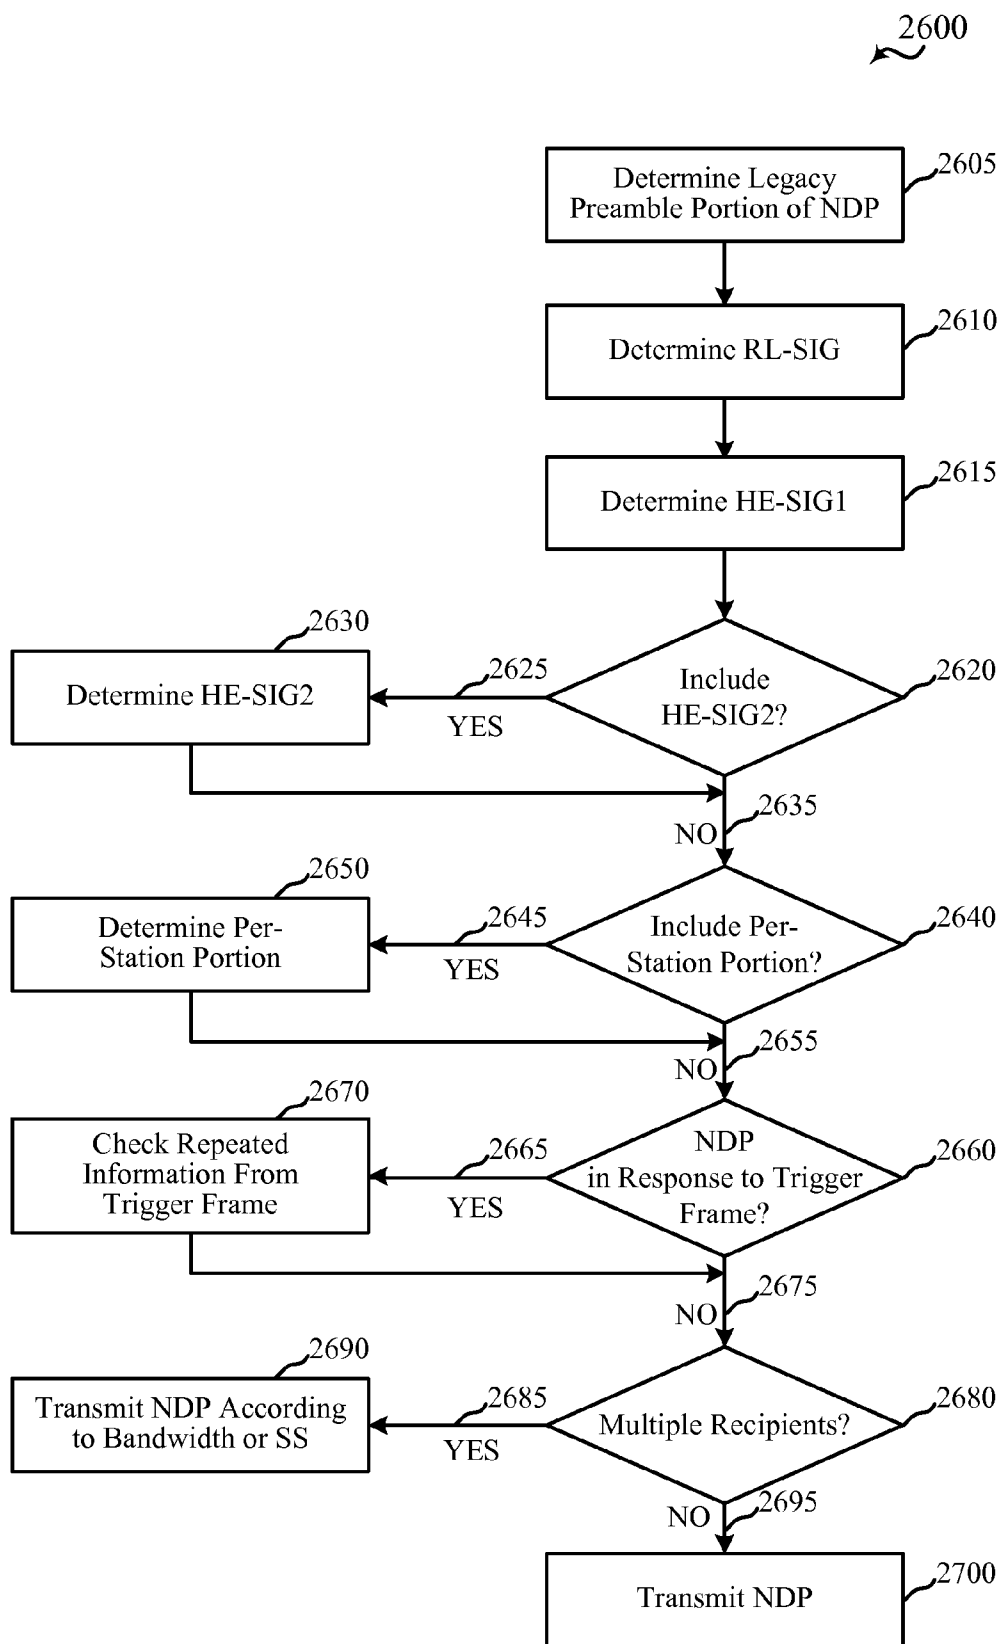 2600
Determine Legacy
Preamble Portion of NDP
2605
Determine RL-SIG
2610
Determine HE-SIG1
2615
2630
Determine HE-SIG2
2625
YES
Include
HE-SIG2?
2620
2635
NO
2650
Determine Per-
Station Portion
2645
YES
Include Per-
Station Portion?
2640
2655
NO
2670
Check Repeated
Information From
Trigger Frame
2665
YES
NDP
in Response to Trigger
Frame?
2660
2675
NO
2690
Transmit NDP According
to Bandwidth or SS
2685
YES
Multiple Recipients?
2680
2695
NO
Transmit NDP
2700